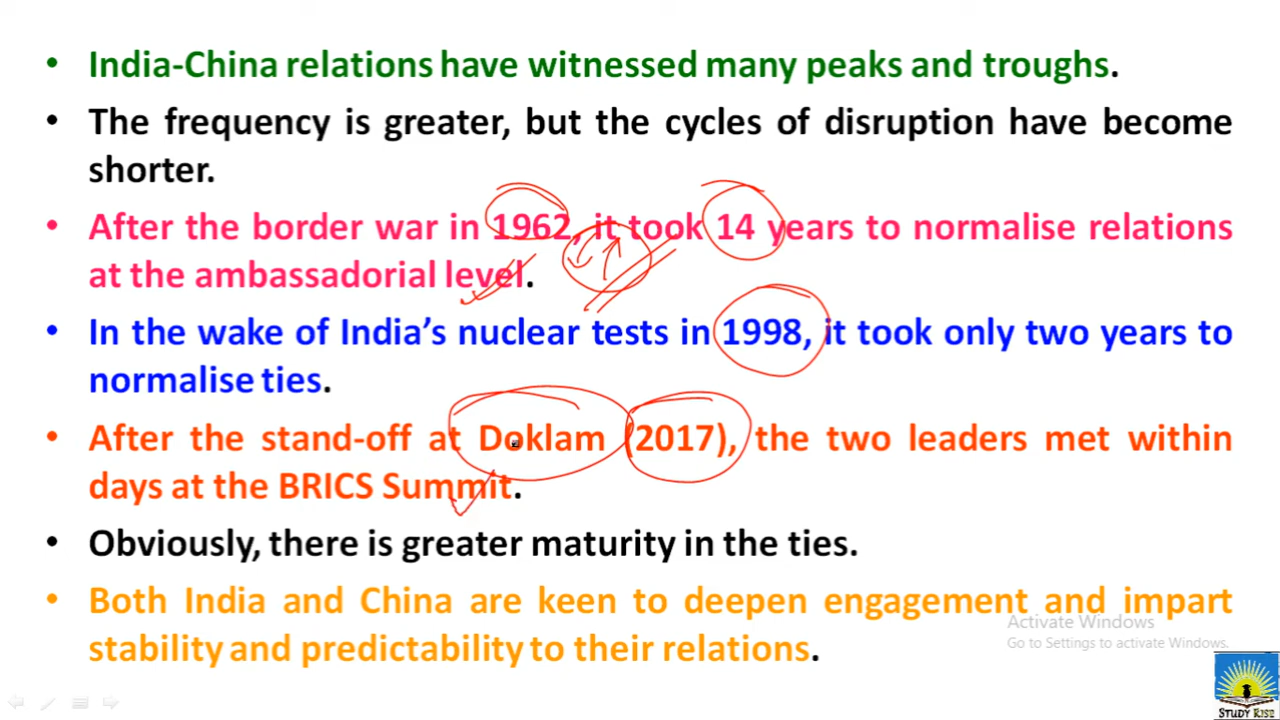 • India-China relations have witnessed many peaks and troughs.
• The frequency is greater, but the cycles of disruption have become
shorter.
• After the border war in 1962, it took 14 years to normalise relations
at the ambassadorial level.
• In the wake of India’s nuclear tests in 1998, it took only two years to
normalise ties.
• After the stand-off at Doklam (2017), the two leaders met within
days at the BRICS Summit.
• Obviously, there is greater maturity in the ties.
• Both India and China are keen to deepen engagement and impart
stability and predictability to their relations.
Activate Windows
Go to Settings to activate Windows.
STUDY RISE